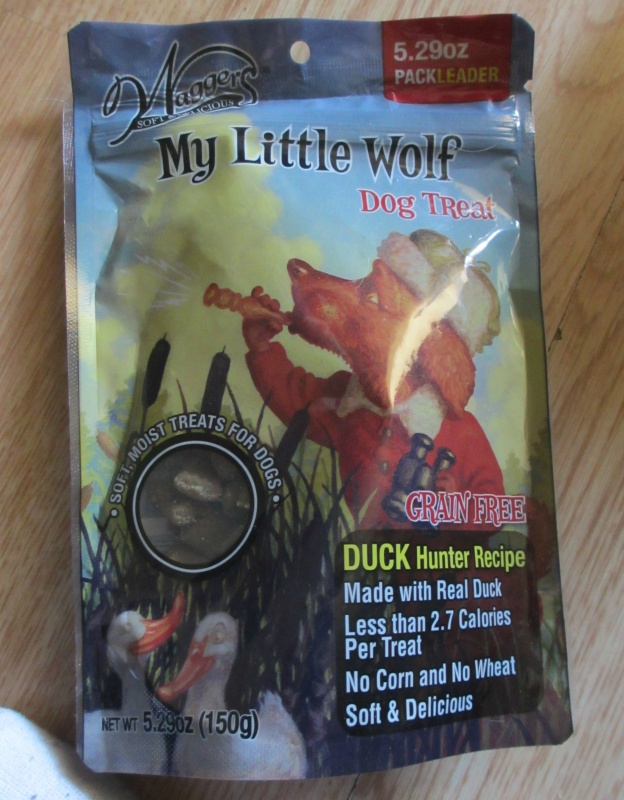 5.29oz
PACKLEADER
Waggers
SOFT & DELICIOUS
My Little Wolf
Dog Treat
• SOFT, MOIST TREATS FOR DOGS •
GRAIN FREE
DUCK Hunter Recipe
Made with Real Duck
Less than 2.7 Calories
Per Treat
No Corn and No Wheat
Soft & Delicious
NET WT 5.29oz (150g)